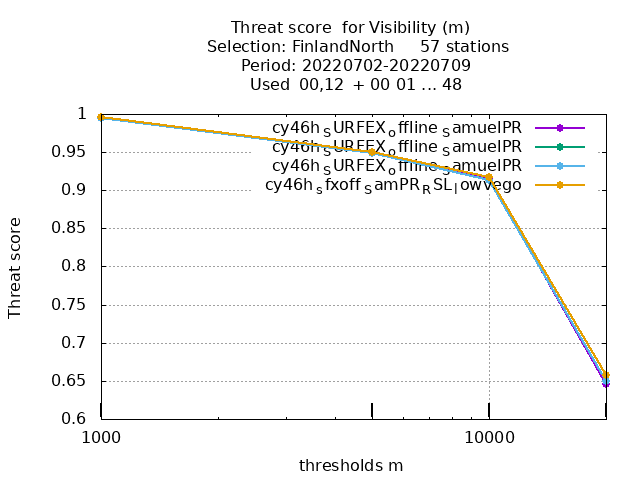 Threat score for Visibility (m)
Selection: FinlandNorth 57 stations
Period: 20220702-20220709
Used 00,12 + 00 01 ... 48
cy46h_SURFEX_offline_SamuelPR
cy46h_SURFEX_offline_SamuelPR
cy46h_SURFEX_offline_SamuelPR
cy46h_sfxoff_SamPR_RSL_lowvego
1
0.95
0.9
0.85
0.8
0.75
0.7
0.65
0.6
Threat score
1000
10000
thresholds m